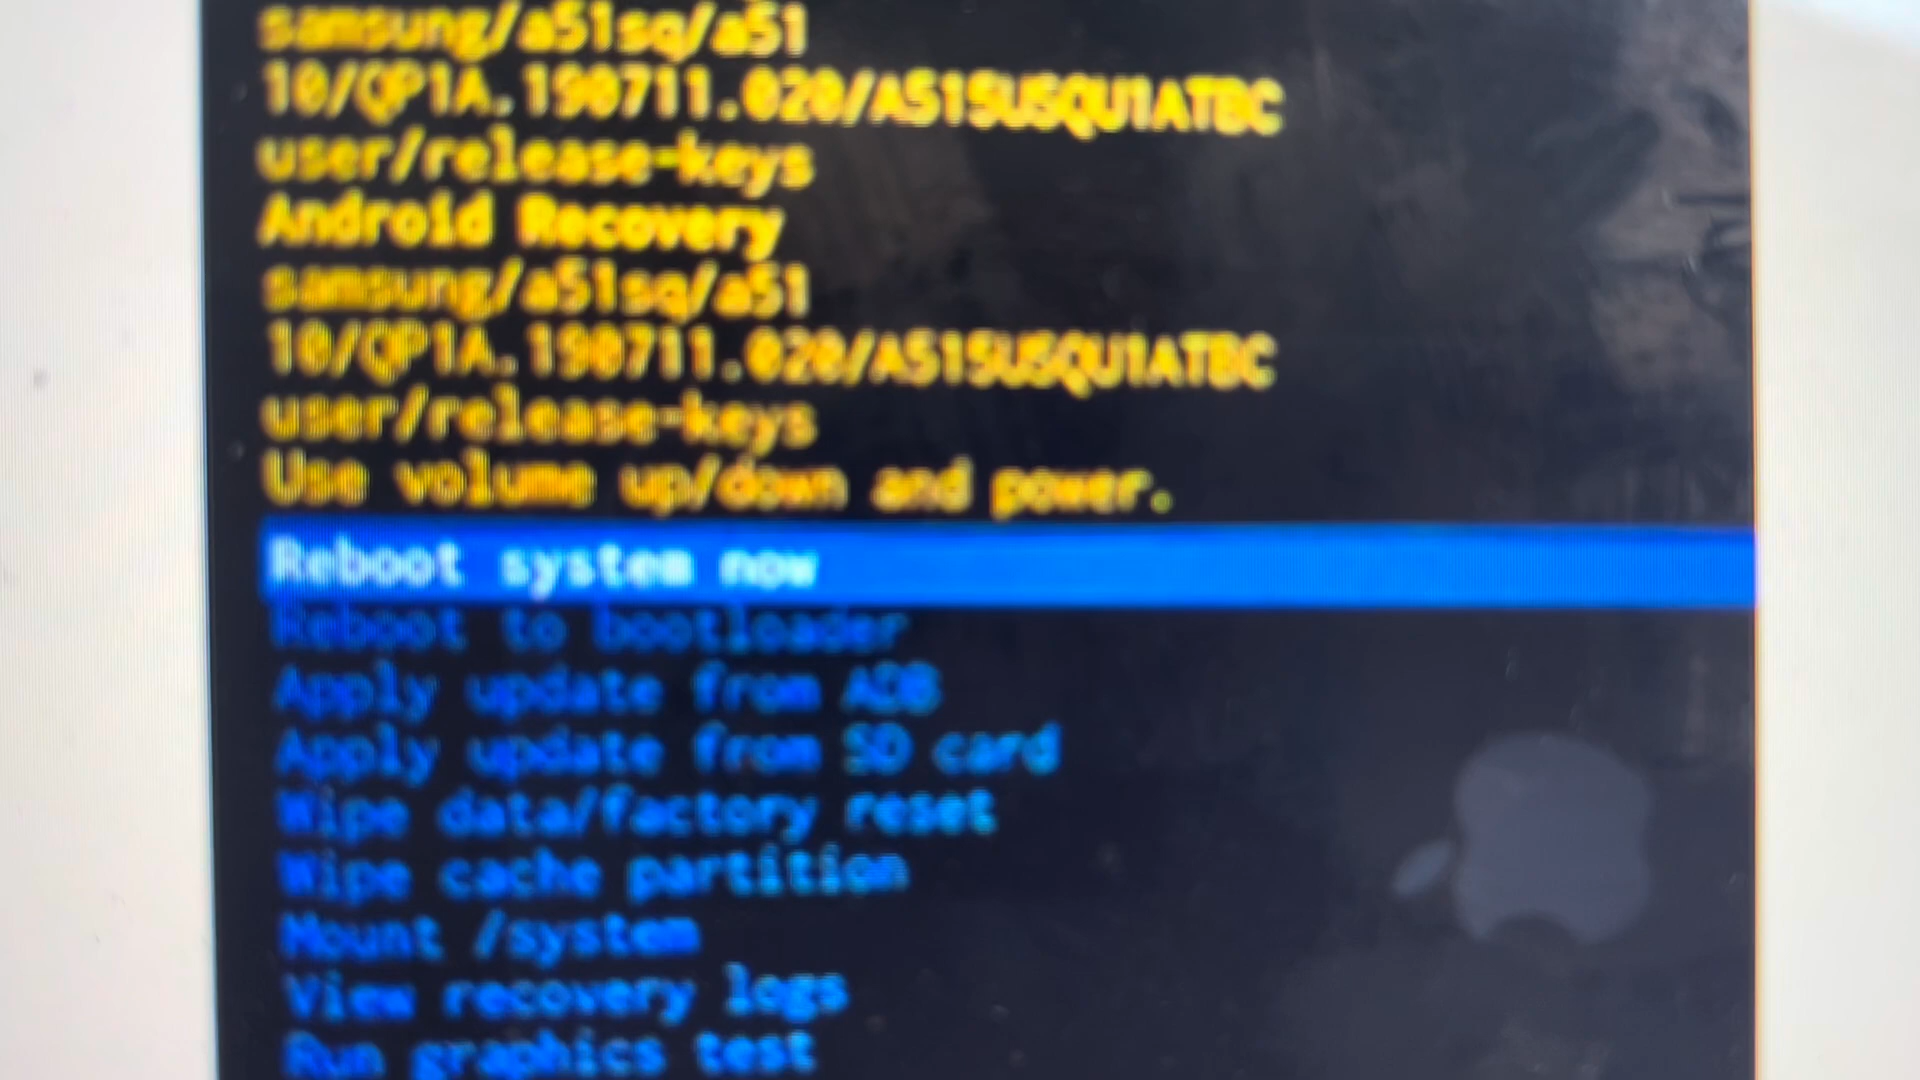 samsung/a51sq/a51
10/QP1A.190711.020/A515USQU1ATBC
user/release-keys
Android Recovery
samsung/a51sq/a51
10/QP1A.190711.020/A515USQU1ATBC
user/release-keys
Use volume up/down and power.
Reboot system now
Reboot to bootloader
Apply update from ADB
Apply update from SD card
Wipe data/factory reset
Wipe cache partition
Mount /system
View recovery logs
Run graphics test